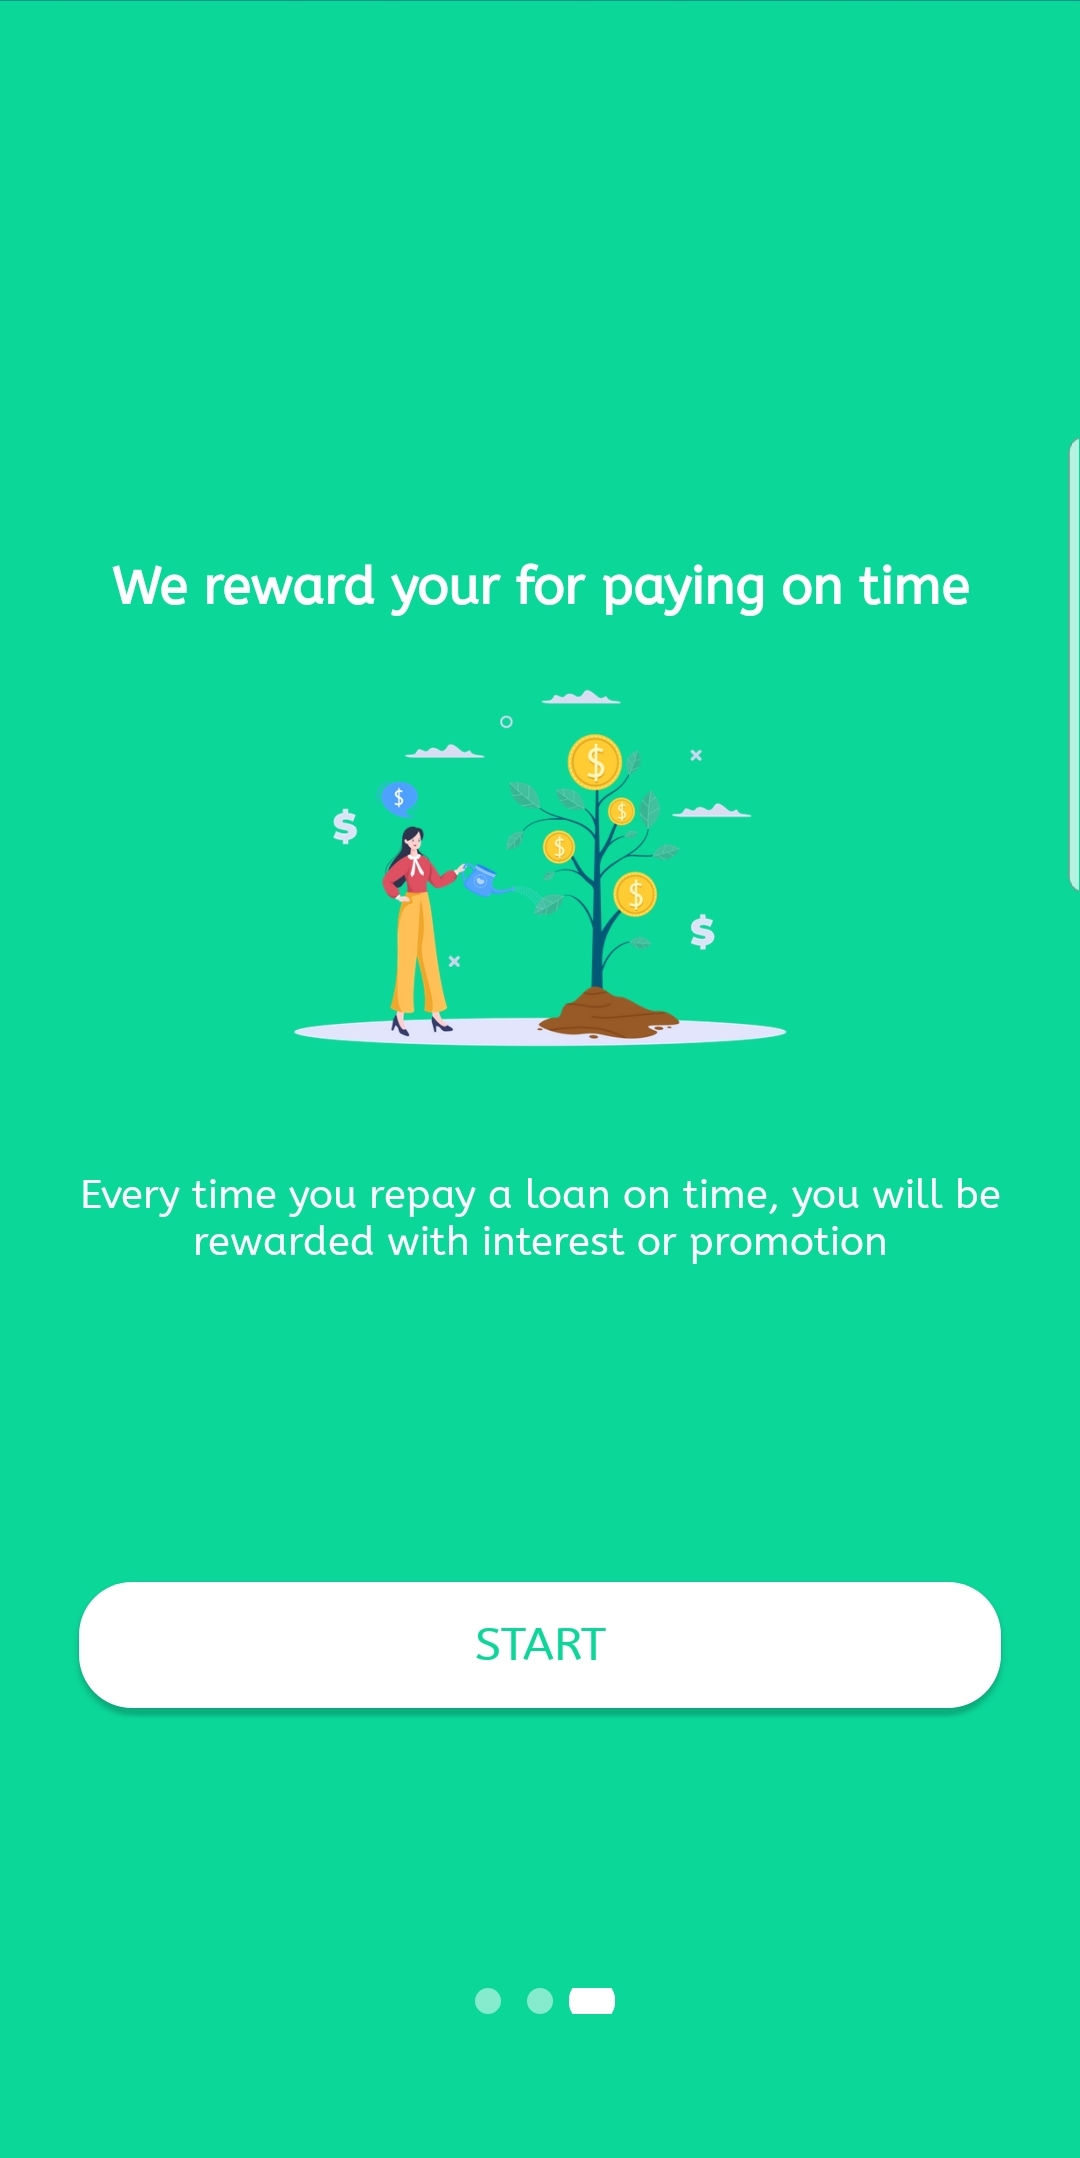 We reward your for paying on time
$
$
$
$
$
$
$
Every time you repay a loan on time, you will be
rewarded with interest or promotion
START